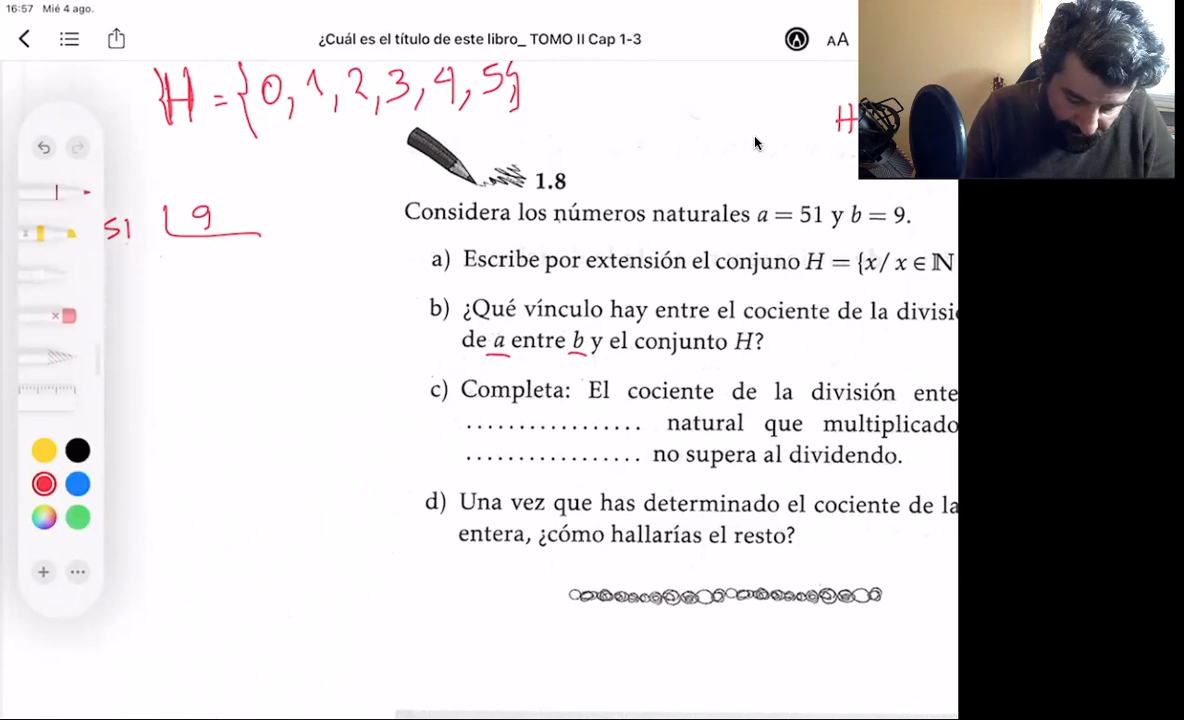 16:57 Mié 4 ago.
¿Cuál es el título de este libro_ TOMO II Cap 1-3
AA
H = {0, 1, 2, 3, 4, 5}
H
1.8
51 9
Considera los números naturales a = 51 y b = 9.
a) Escribe por extensión el conjuno H = {x/ x ∈ ℕ
b) ¿Qué vínculo hay entre el cociente de la divisi
de a entre b y el conjunto H?
c) Completa: El cociente de la división ente
................. natural que multiplicado
................. no supera al dividendo.
d) Una vez que has determinado el cociente de la
entera, ¿cómo hallarías el resto?